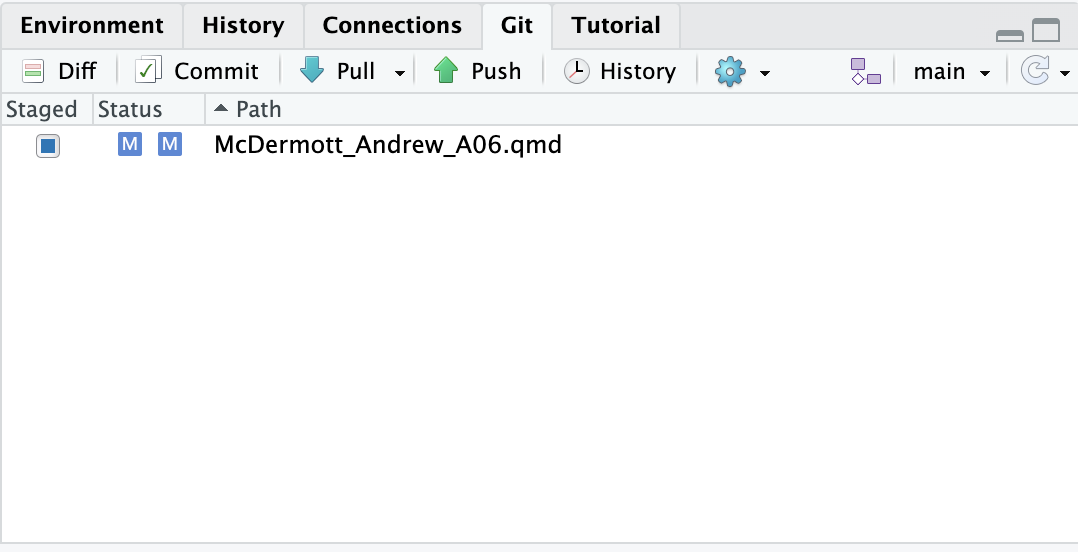 Environment History Connections Git Tutorial
Diff Commit Pull Push History main
Staged Status Path
M M McDermott_Andrew_A06.qmd